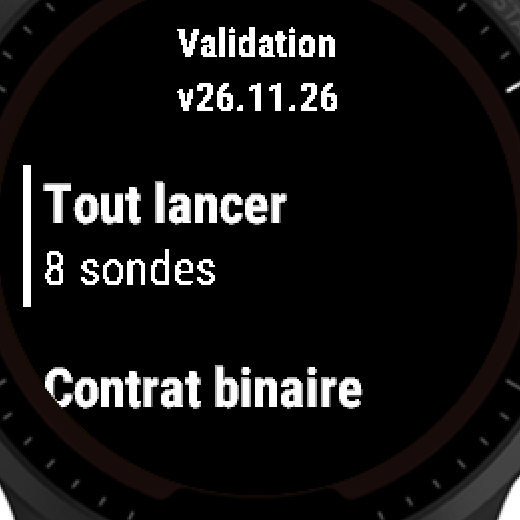 Validation
v26.11.26
Tout lancer
8 sondes
Contrat binaire